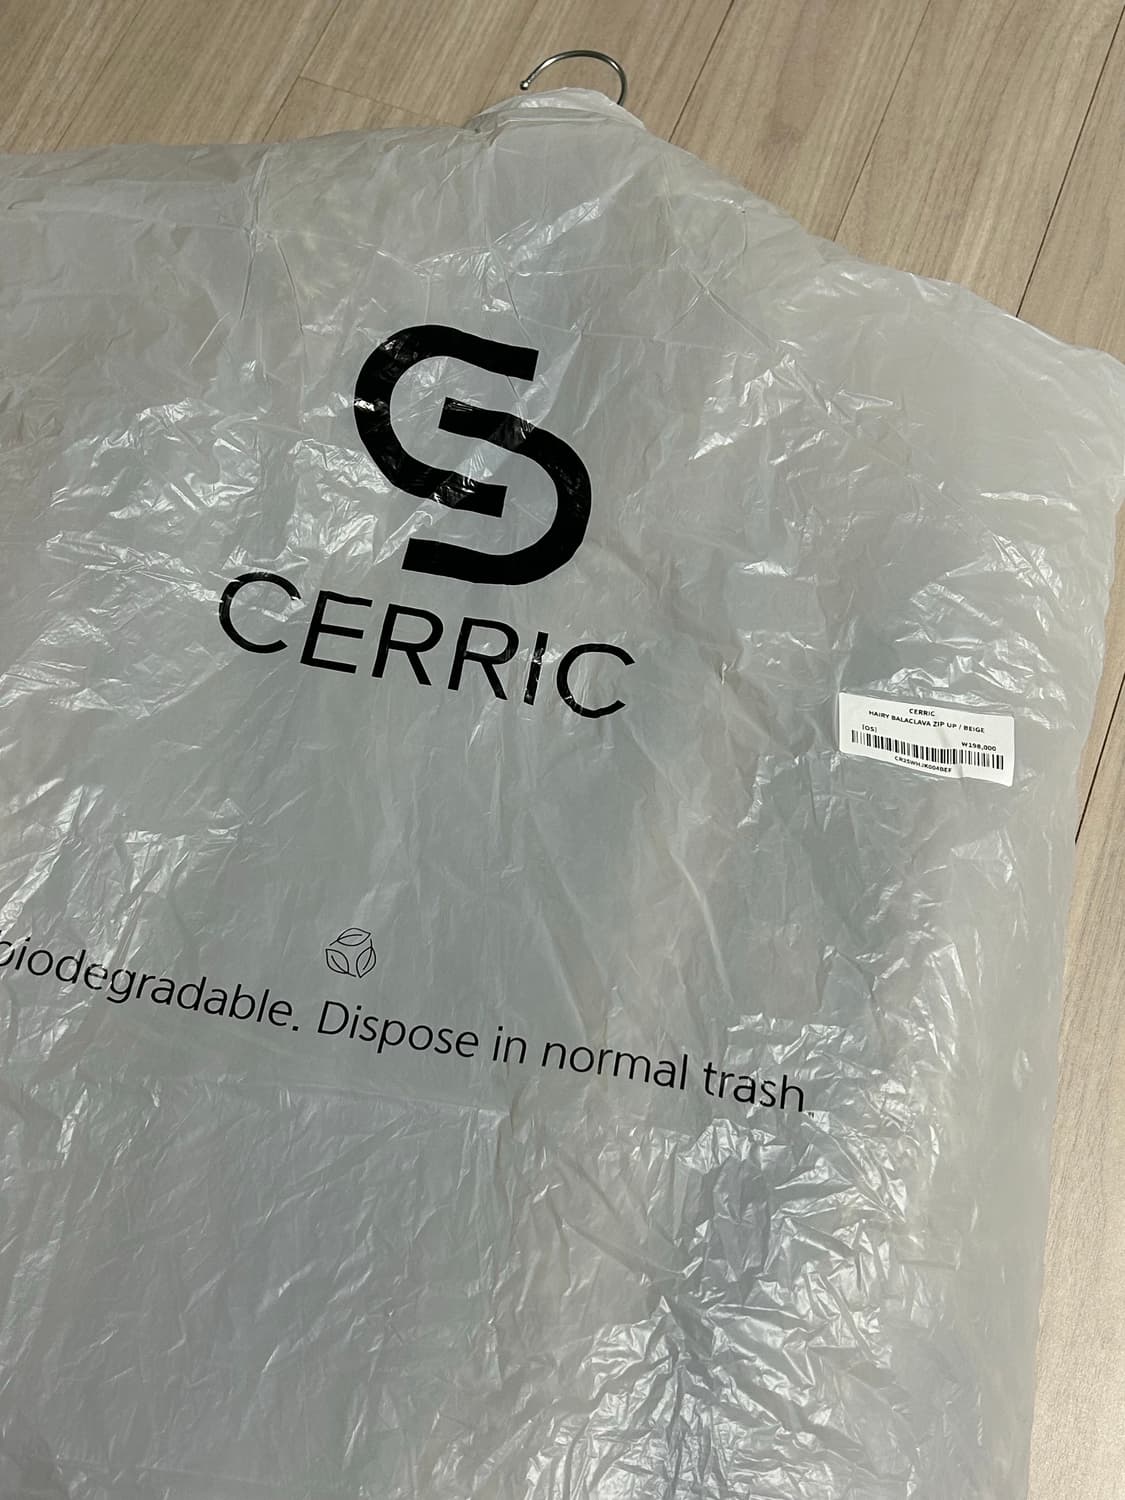 CERRIC
CERRIC
HAIRY BALACLAVA ZIP UP / BEIGE
[OS]
₩198,000
biodegradable. Dispose in normal trash.